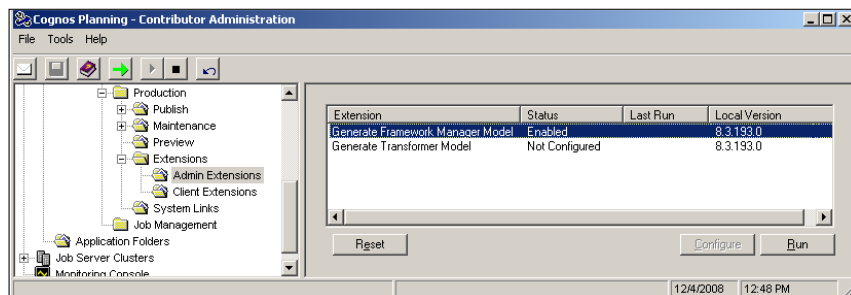 Cognos Planning - Contributor Administration
File Tools Help
Production
Publish
Maintenance
Preview
Extensions
Admin Extensions
Client Extensions
System Links
Job Management
Application Folders
Job Server Clusters
Monitoring Console
Extension Status Last Run Local Version
Generate Framework Manager Model Enabled 8.3.193.0
Generate Transformer Model Not Configured 8.3.193.0
Reset Configure Run
12/4/2008 12:48 PM